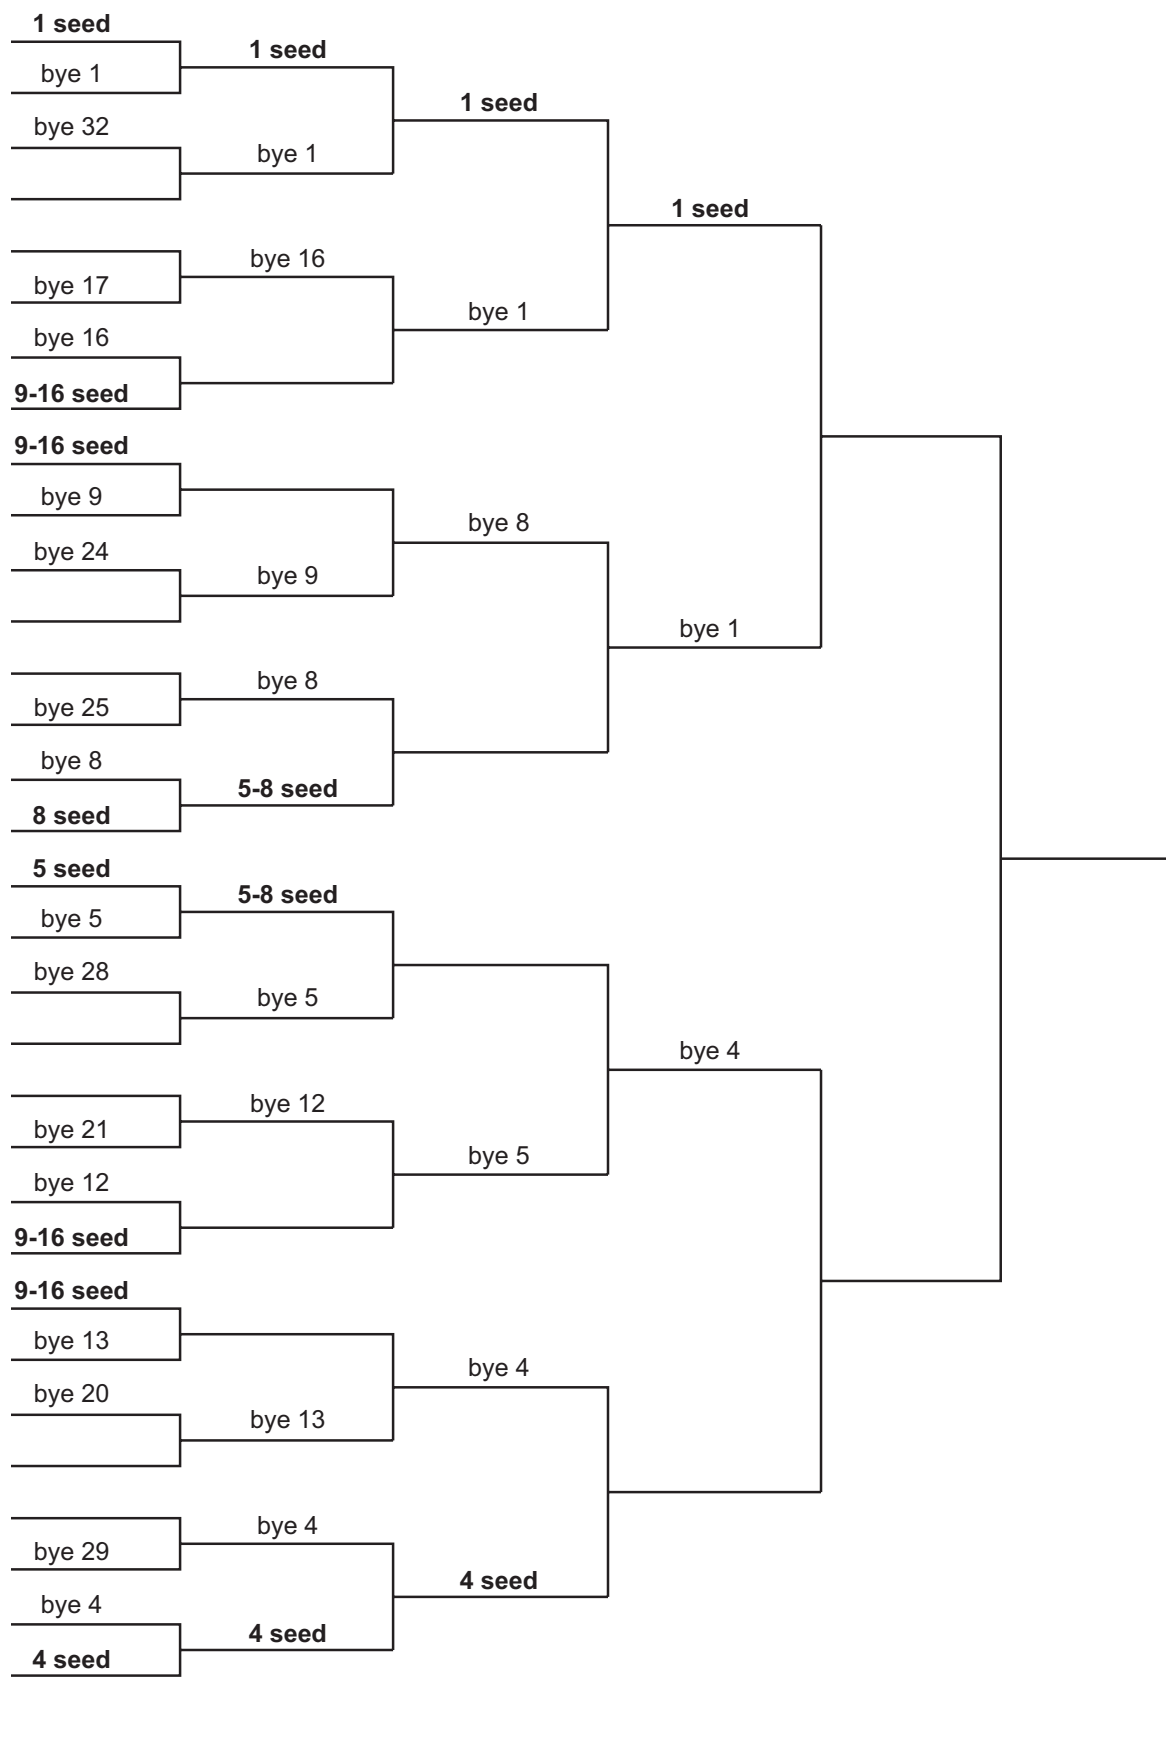 1 seed
bye 1
bye 32
bye 17
bye 16
9-16 seed
9-16 seed
bye 9
bye 24
bye 25
bye 8
8 seed
5 seed
bye 5
bye 28
bye 21
bye 12
9-16 seed
9-16 seed
bye 13
bye 20
bye 29
bye 4
4 seed
1 seed
bye 1
bye 16
bye 9
bye 8
5-8 seed
5-8 seed
bye 5
bye 12
bye 13
bye 4
4 seed
1 seed
bye 1
bye 8
bye 5
bye 4
4 seed
1 seed
bye 1
bye 4